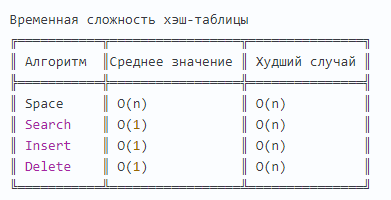 Временная сложность хэш-таблицы
Алгоритм Среднее значение Худший случай
Space O(n) O(n)
Search O(1) O(n)
Insert O(1) O(n)
Delete O(1) O(n)